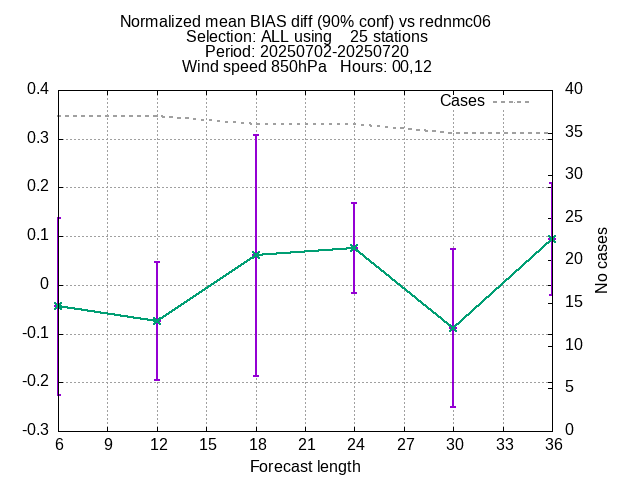 Normalized mean BIAS diff (90% conf) vs rednmc06
Selection: ALL using    25 stations
Period: 20250702-20250720
Wind speed 850hPa   Hours: 00,12
Cases
0.4
0.3
0.2
0.1
0
-0.1
-0.2
-0.3
40
35
30
25
20
15
10
5
0
No cases
6 9 12 15 18 21 24 27 30 33 36
Forecast length